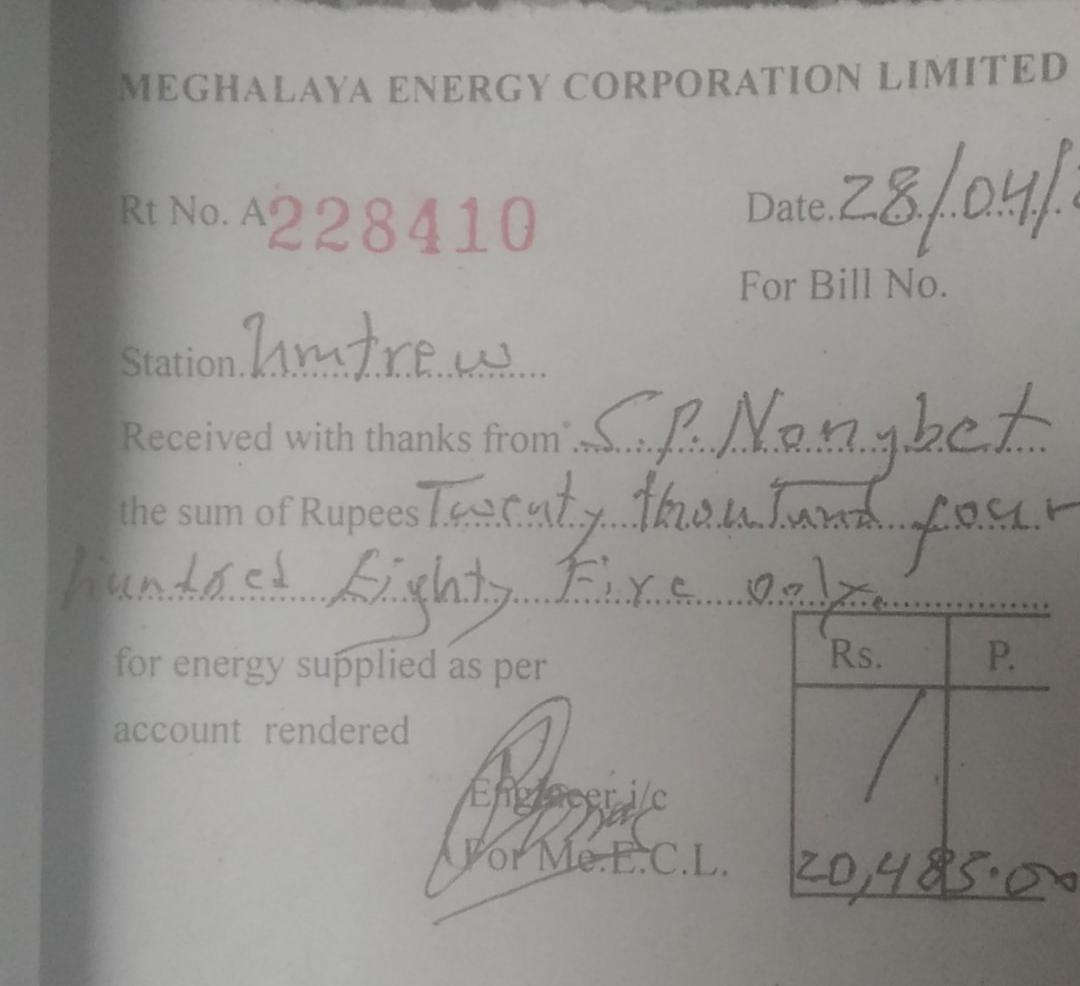 MEGHALAYA ENERGY CORPORATION LIMITED
Rt No. A228410 Date. 28/04/
For Bill No.
Station. Umtrew
Received with thanks from S.P. Nongbet
the sum of Rupees Twenty thousand four
hundred Eighty Five only.
Rs. P.
for energy supplied as per
account rendered
Engineer i/c
For Me.E.C.L.
20,485.00